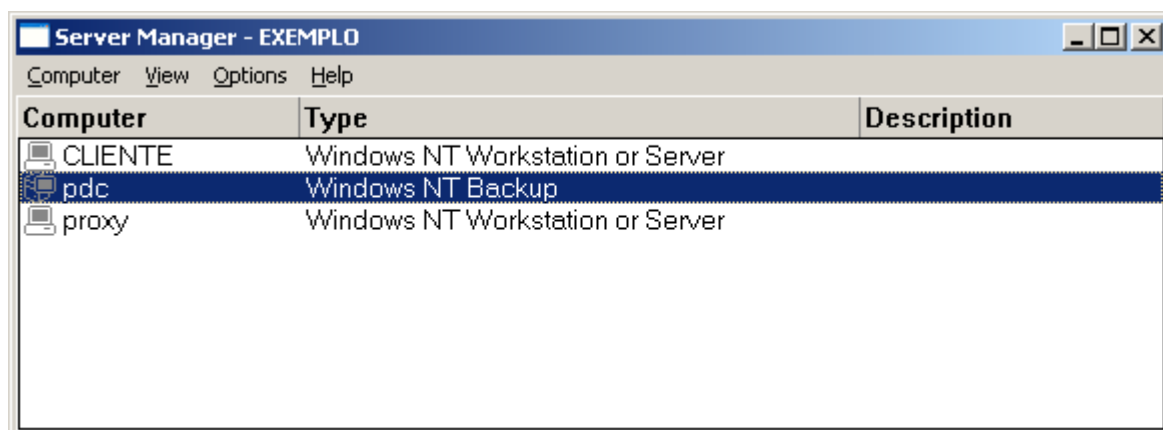 Server Manager - EXEMPLO
Computer View Options Help
Computer Type Description
CLIENTE Windows NT Workstation or Server
pdc Windows NT Backup
proxy Windows NT Workstation or Server